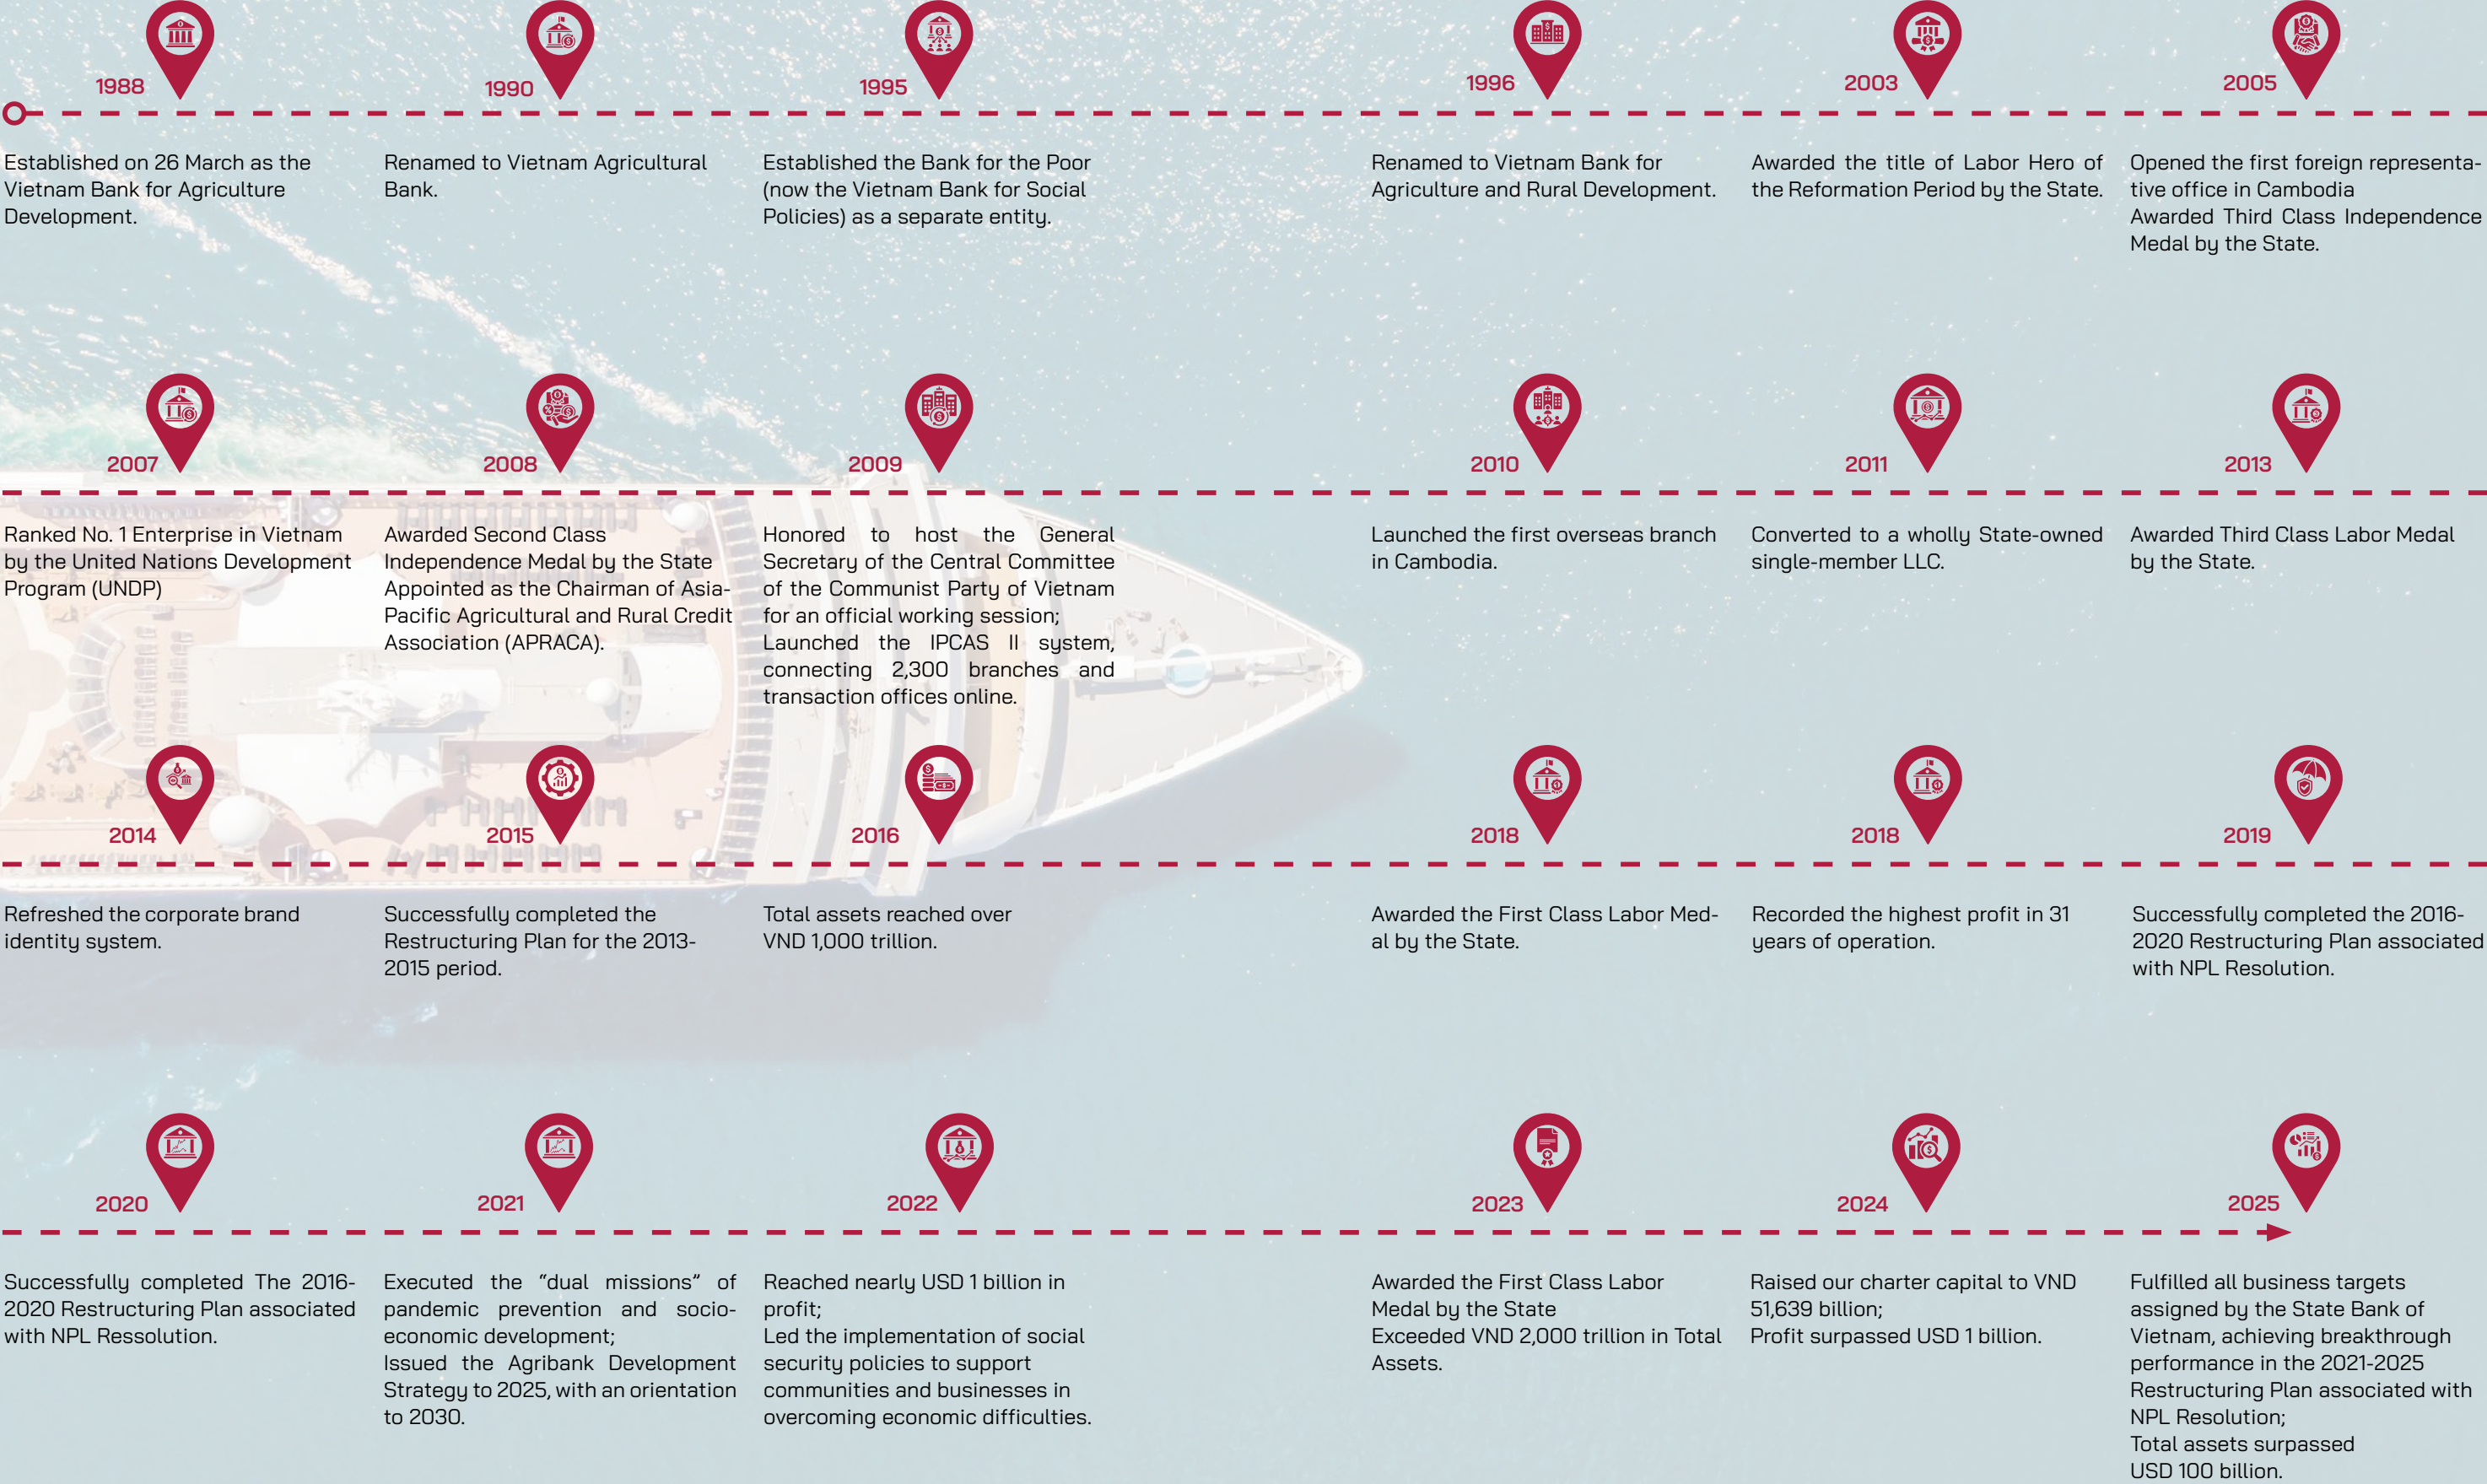 1988
Established on 26 March as the
Vietnam Bank for Agriculture
Development.
1990
Renamed to Vietnam Agricultural
Bank.
1995
Established the Bank for the Poor
(now the Vietnam Bank for Social
Policies) as a separate entity.
1996
Renamed to Vietnam Bank for
Agriculture and Rural Development.
2003
Awarded the title of Labor Hero of
the Reformation Period by the State.
2005
Opened the first foreign representa-
tive office in Cambodia
Awarded Third Class Independence
Medal by the State.
2007
Ranked No. 1 Enterprise in Vietnam
by the United Nations Development
Program (UNDP)
2008
Awarded Second Class
Independence Medal by the State
Appointed as the Chairman of Asia-
Pacific Agricultural and Rural Credit
Association (APRACA).
2009
Honored to host the General
Secretary of the Central Committee
of the Communist Party of Vietnam
for an official working session;
Launched the IPCAS II system,
connecting 2,300 branches and
transaction offices online.
2010
Launched the first overseas branch
in Cambodia.
2011
Converted to a wholly State-owned
single-member LLC.
2013
Awarded Third Class Labor Medal
by the State.
2014
Refreshed the corporate brand
identity system.
2015
Successfully completed the
Restructuring Plan for the 2013-
2015 period.
2016
Total assets reached over
VND 1,000 trillion.
2018
Awarded the First Class Labor Med-
al by the State.
2018
Recorded the highest profit in 31
years of operation.
2019
Successfully completed the 2016-
2020 Restructuring Plan associated
with NPL Resolution.
2020
Successfully completed The 2016-
2020 Restructuring Plan associated
with NPL Ressolution.
2021
Executed the “dual missions” of
pandemic prevention and socio-
economic development;
Issued the Agribank Development
Strategy to 2025, with an orientation
to 2030.
2022
Reached nearly USD 1 billion in
profit;
Led the implementation of social
security policies to support
communities and businesses in
overcoming economic difficulties.
2023
Awarded the First Class Labor
Medal by the State
Exceeded VND 2,000 trillion in Total
Assets.
2024
Raised our charter capital to VND
51,639 billion;
Profit surpassed USD 1 billion.
2025
Fulfilled all business targets
assigned by the State Bank of
Vietnam, achieving breakthrough
performance in the 2021-2025
Restructuring Plan associated with
NPL Resolution;
Total assets surpassed
USD 100 billion.